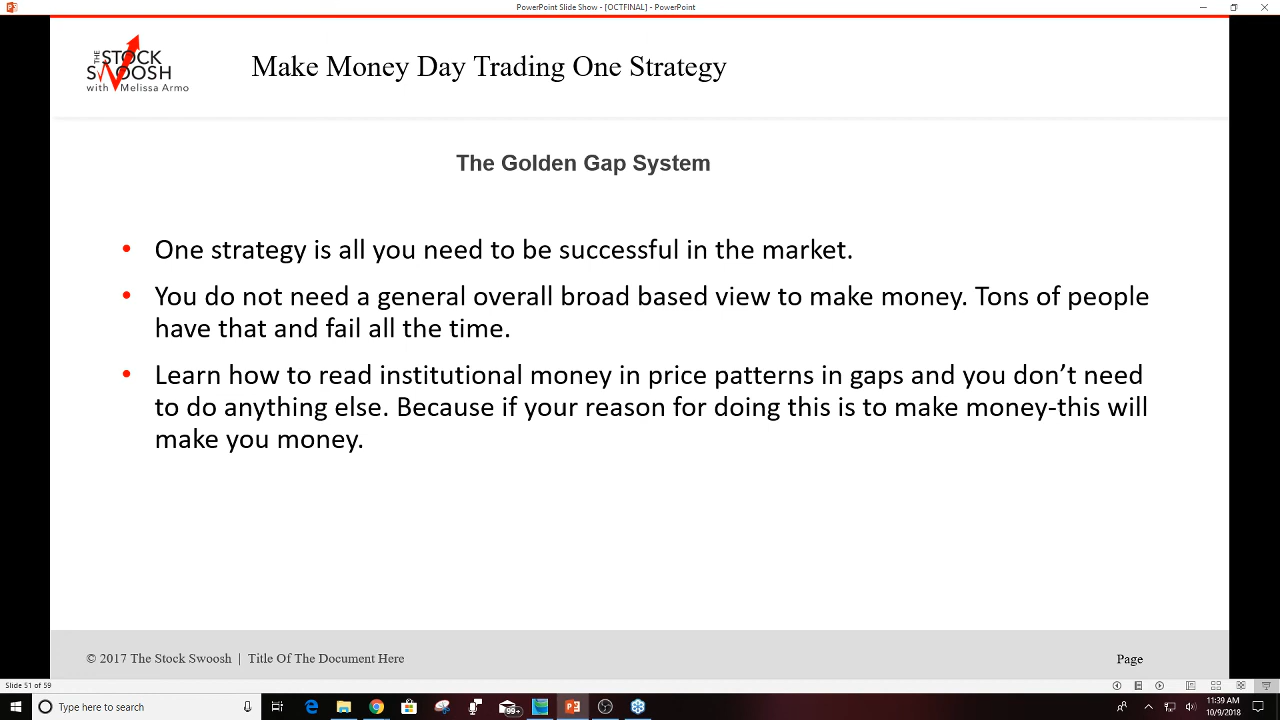 PowerPoint Slide Show - [OCTFINAL] - PowerPoint
THE STOCK
SWOOSH
with Melissa Armo
Make Money Day Trading One Strategy
The Golden Gap System
• One strategy is all you need to be successful in the market.
• You do not need a general overall broad based view to make money. Tons of people
have that and fail all the time.
• Learn how to read institutional money in price patterns in gaps and you don’t need
to do anything else. Because if your reason for doing this is to make money-this will
make you money.
© 2017 The Stock Swoosh | Title Of The Document Here
Page
Slide 51 of 59
Type here to search
99+
11:39 AM
10/9/2018